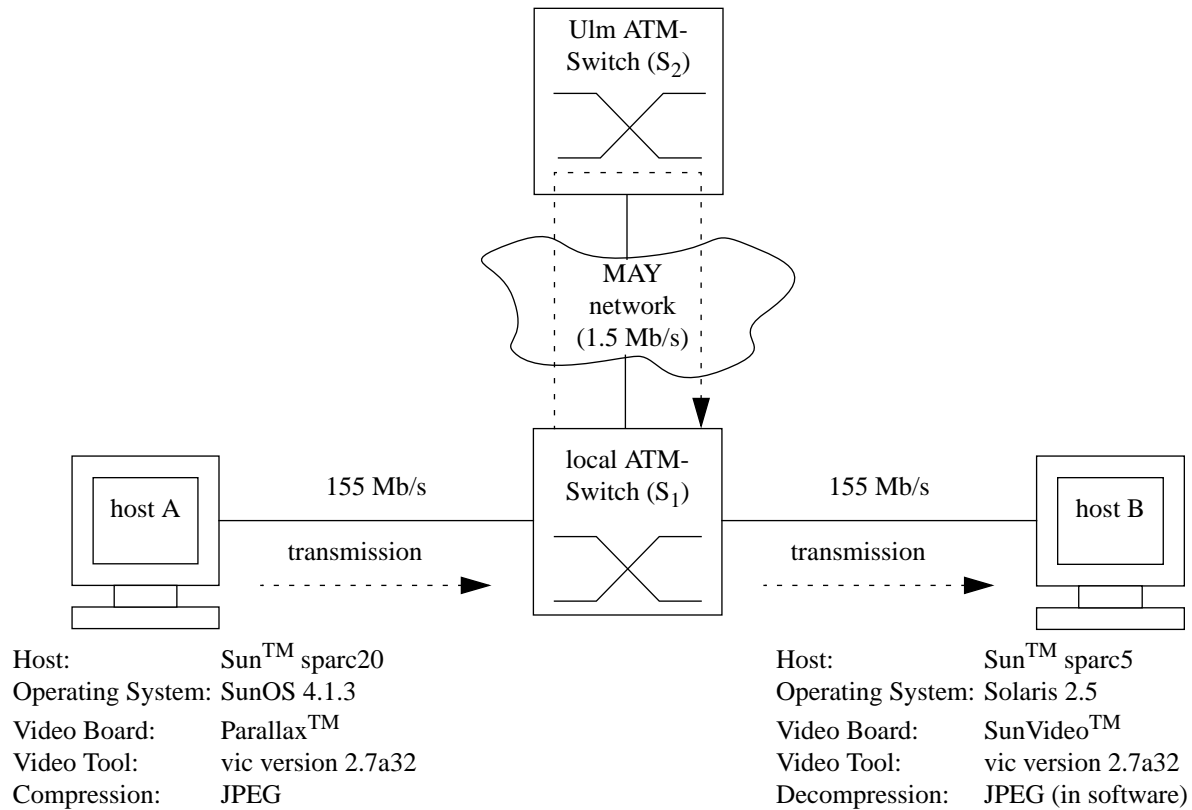 Ulm ATM-
Switch (S2)
MAY
network
(1.5 Mb/s)
local ATM-
Switch (S1)
155 Mb/s
155 Mb/s
host A
host B
transmission
transmission
Host: Sun™ sparc20
Operating System: SunOS 4.1.3
Video Board: Parallax™
Video Tool: vic version 2.7a32
Compression: JPEG
Host: Sun™ sparc5
Operating System: Solaris 2.5
Video Board: SunVideo™
Video Tool: vic version 2.7a32
Decompression: JPEG (in software)